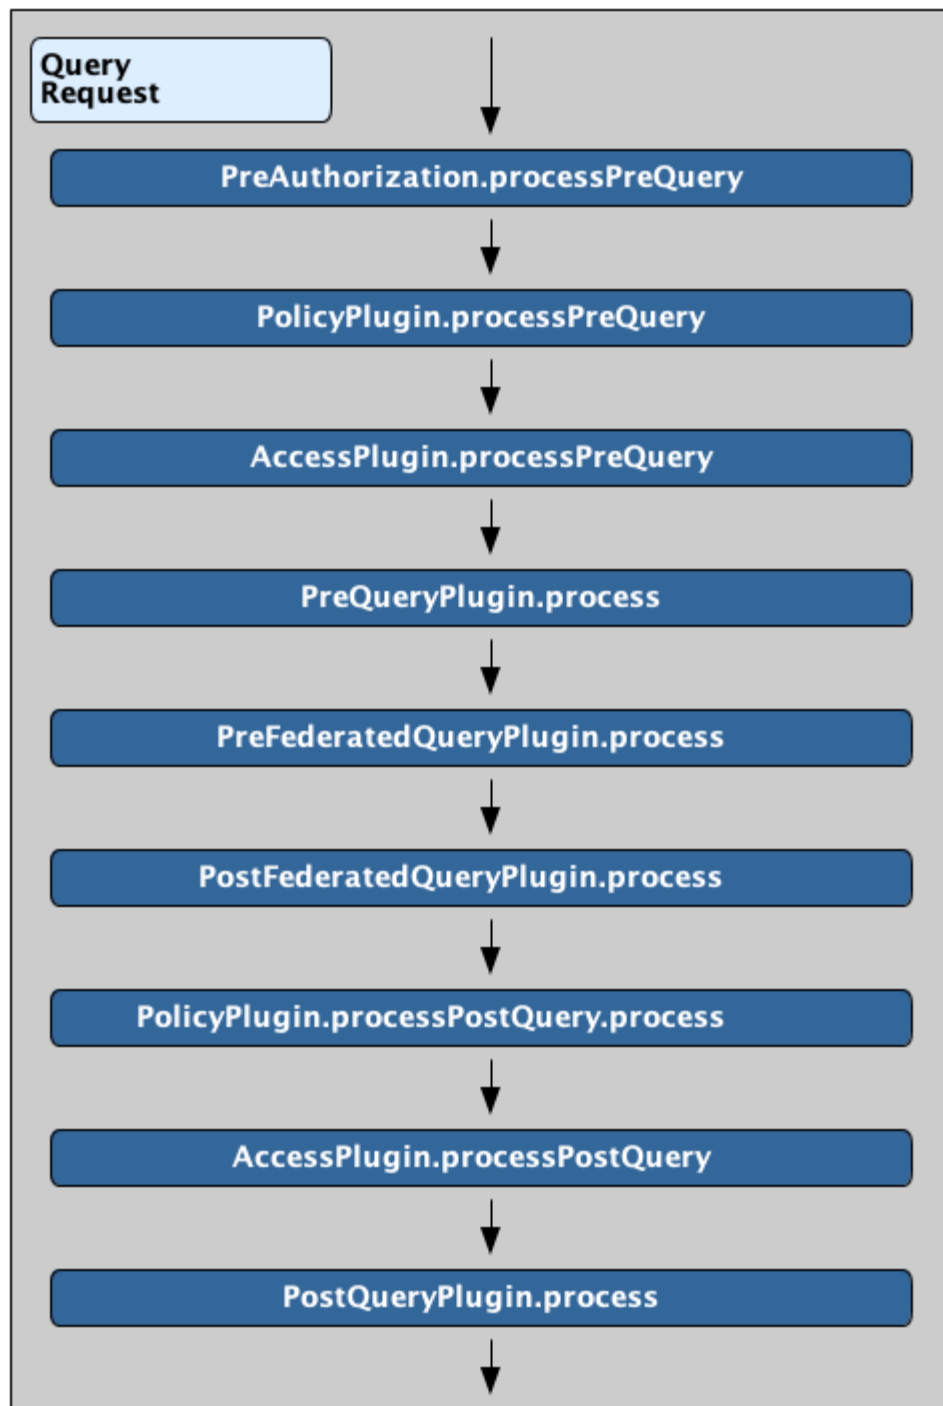 Query
Request
PreAuthorization.processPreQuery
PolicyPlugin.processPreQuery
AccessPlugin.processPreQuery
PreQueryPlugin.process
PreFederatedQueryPlugin.process
PostFederatedQueryPlugin.process
PolicyPlugin.processPostQuery.process
AccessPlugin.processPostQuery
PostQueryPlugin.process